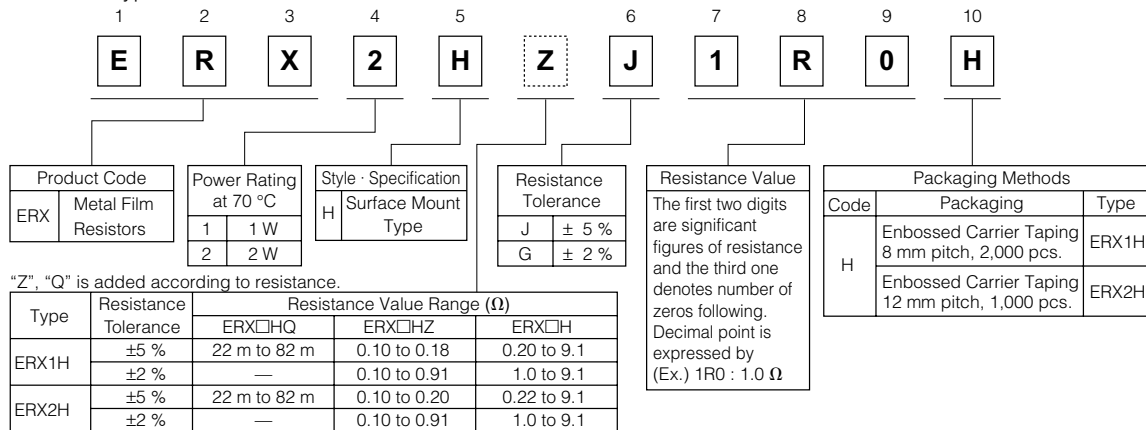 1 2 3 4 5 6 7 8 9 10
E R X 2 H Z J 1 R 0 H
Product Code
ERX Metal Film Resistors
Power Rating at 70 °C
1 1 W
2 2 W
Style · Specification
H Surface Mount Type
Resistance Tolerance
J ± 5 %
G ± 2 %
Resistance Value
The first two digits
are significant
figures of resistance
and the third one
denotes number of
zeros following.
Decimal point is
expressed by
(Ex.) 1R0 : 1.0 Ω
Packaging Methods
Code Packaging Type
H
Enbossed Carrier Taping
8 mm pitch, 2,000 pcs.
ERX1H
Enbossed Carrier Taping
12 mm pitch, 1,000 pcs.
ERX2H
“Z”, “Q” is added according to resistance.
Type Resistance Tolerance Resistance Value Range (Ω)
ERX□HQ ERX□HZ ERX□H
ERX1H ±5 % 22 m to 82 m 0.10 to 0.18 0.20 to 9.1
±2 % — 0.10 to 0.91 1.0 to 9.1
ERX2H ±5 % 22 m to 82 m 0.10 to 0.20 0.22 to 9.1
±2 % — 0.10 to 0.91 1.0 to 9.1